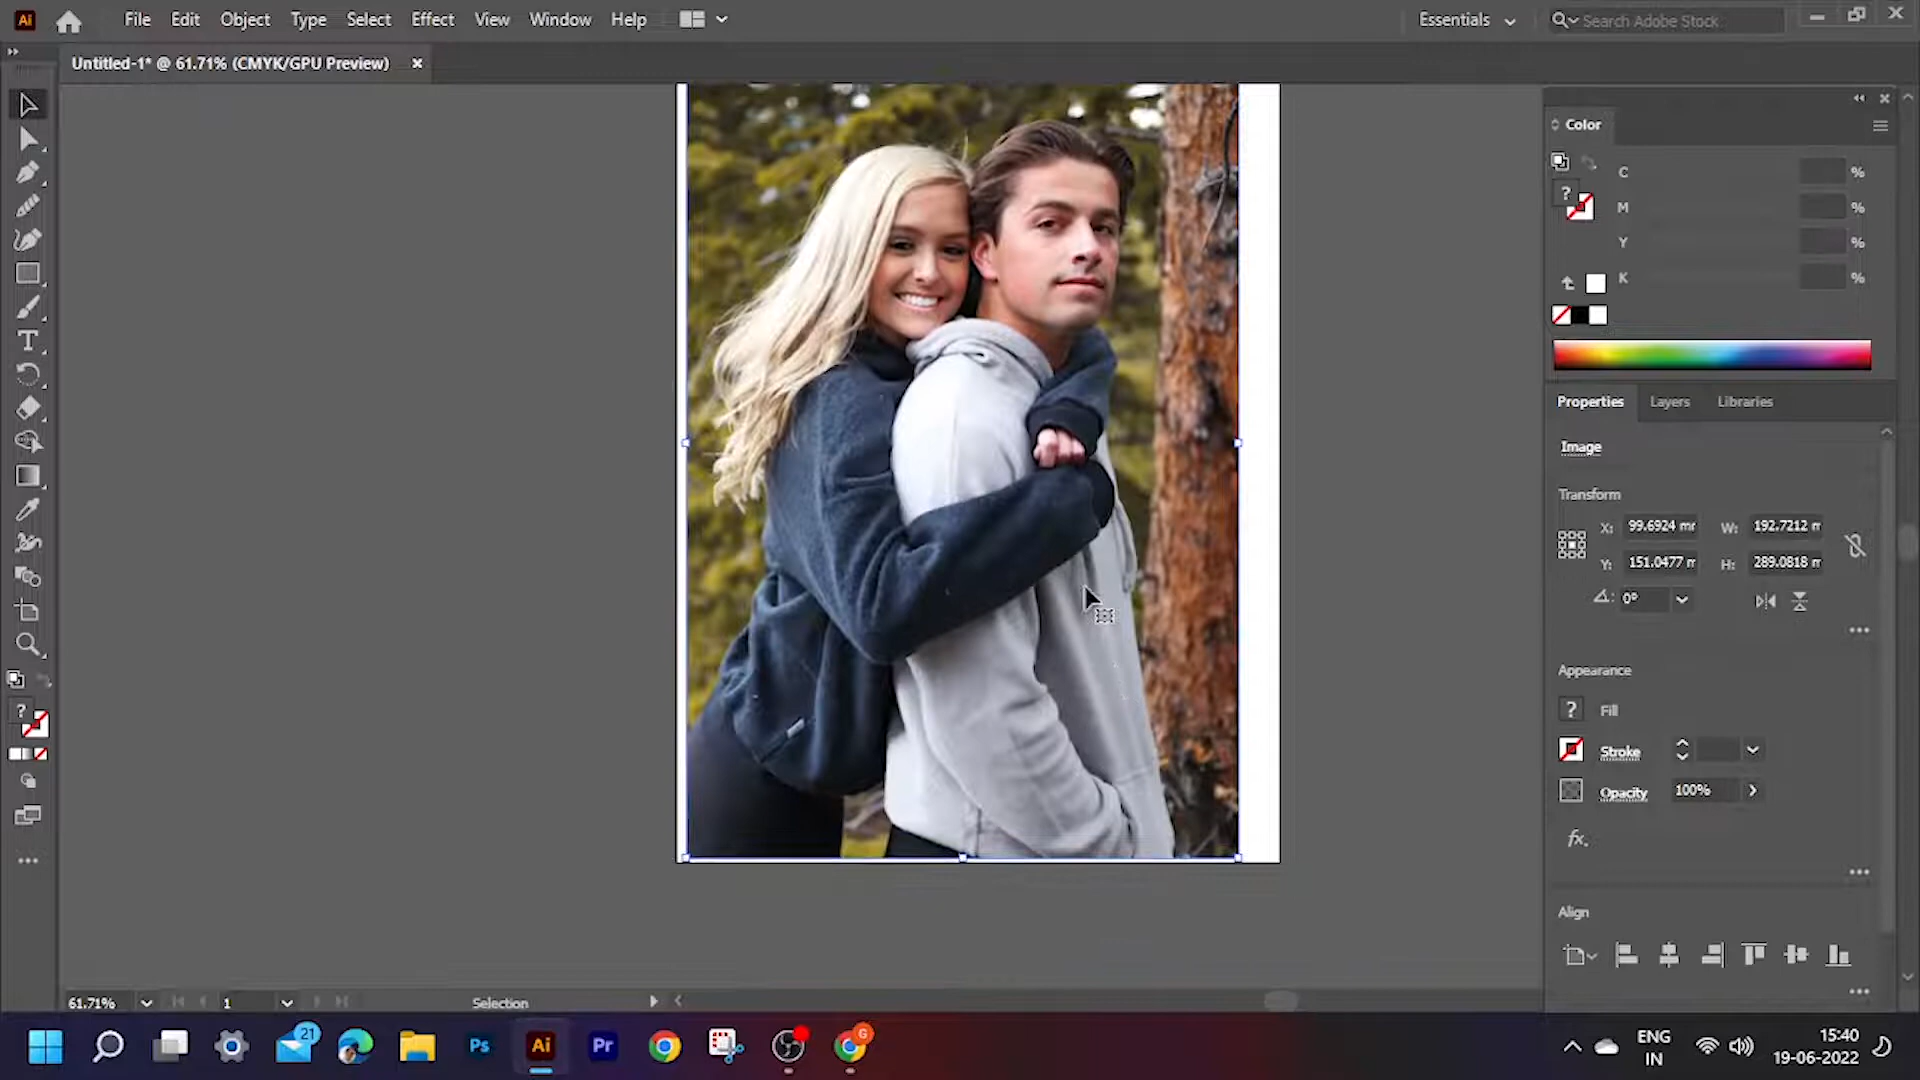 Ai File Edit Object Type Select Effect View Window Help Essentials Search Adobe Stock
Untitled-1* @ 61.71% (CMYK/GPU Preview) ×
Color
C %
M %
Y %
K %
?
Properties Layers Libraries
Image
Transform
X: 99.6924 mr W: 192.7212 m
Y: 151.0477 m H: 289.0818 m
0°
Appearance
? Fill
Stroke
Opacity 100%
fx.
Align
T
?
61.71% 1 Selection
21 Ps Ai Pr G
ENG
IN
15:40
19-06-2022